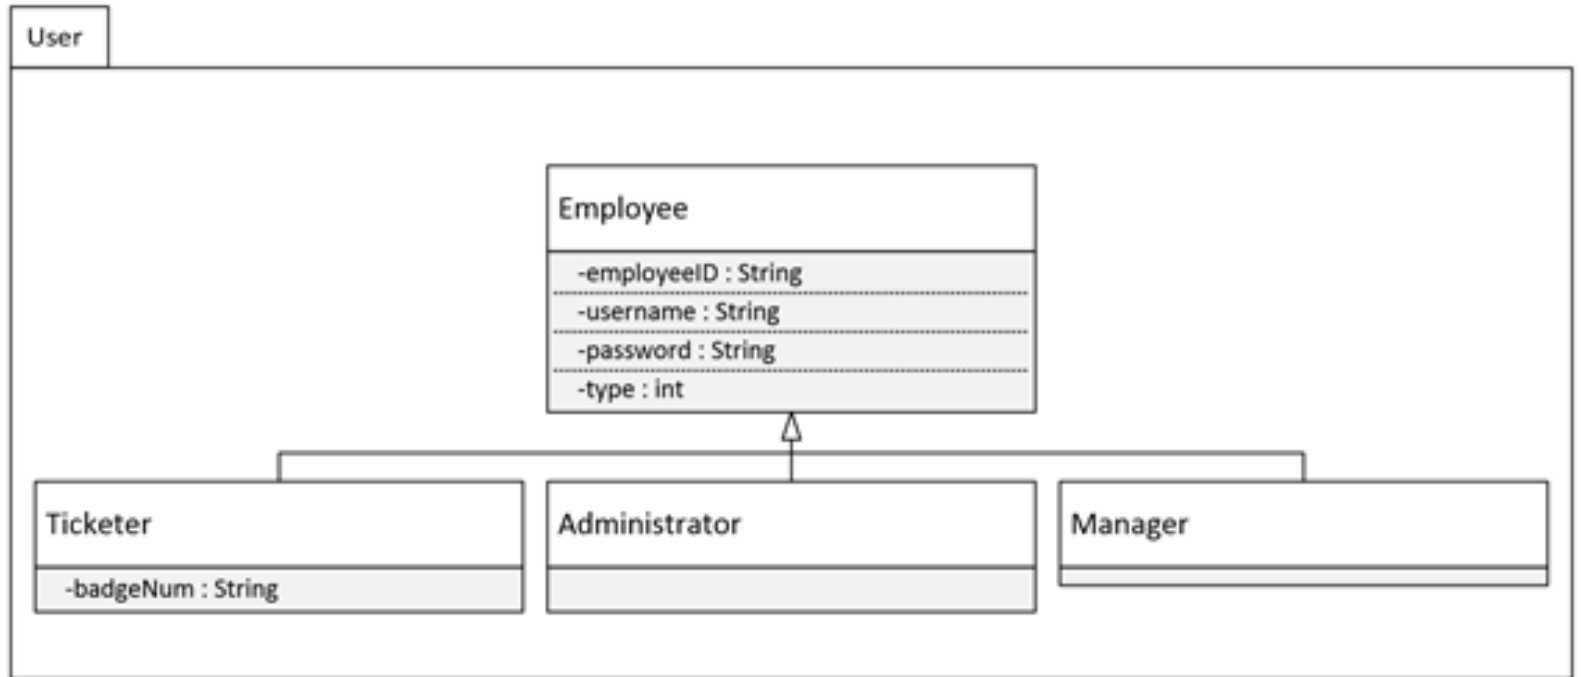 User
Employee
-employeeID : String
-username : String
-password : String
-type : int
Ticketer
-badgeNum : String
Administrator
Manager